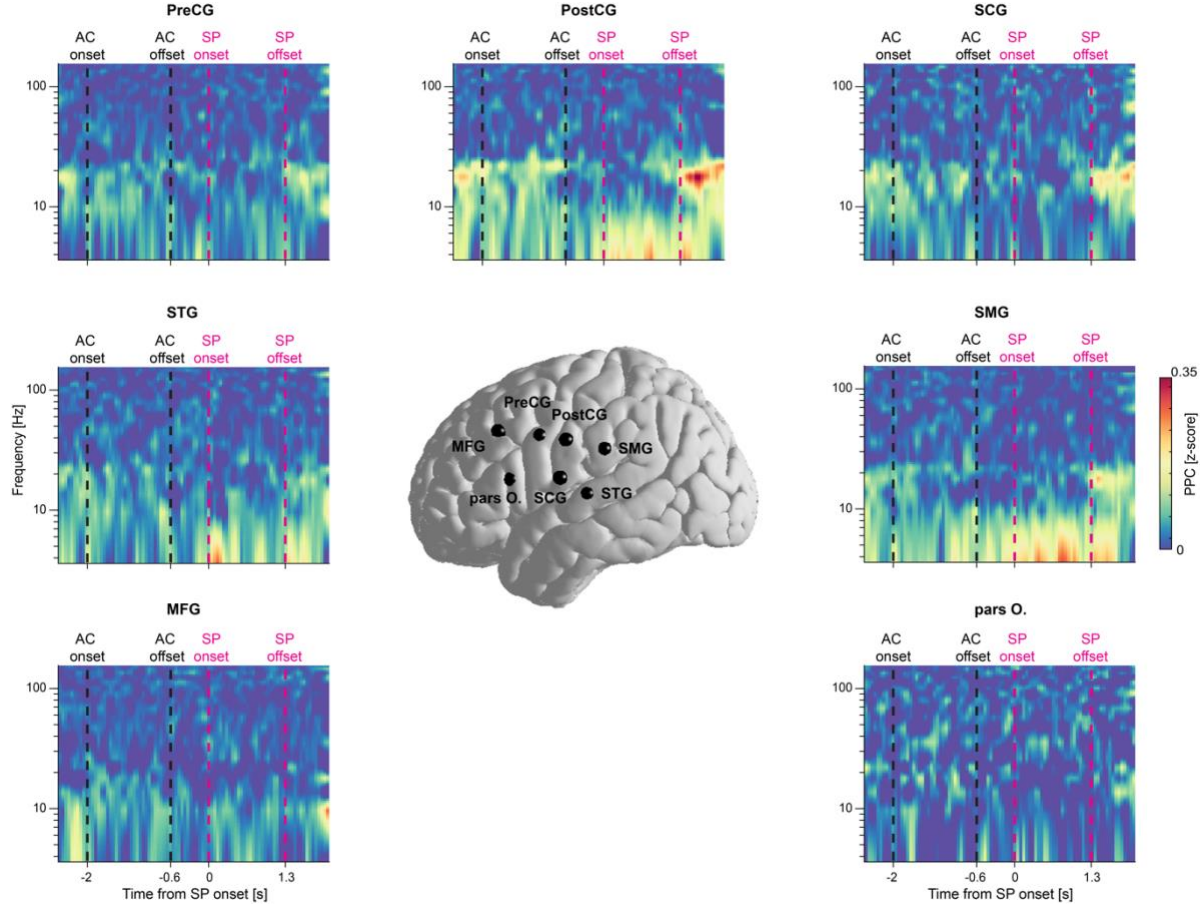 PreCG
AC
onset
AC
offset
SP
onset
SP
offset
100
10
PostCG
AC
onset
AC
offset
SP
onset
SP
offset
100
10
SCG
AC
onset
AC
offset
SP
onset
SP
offset
100
10
STG
AC
onset
AC
offset
SP
onset
SP
offset
Frequency [Hz]
100
10
PreCG
PostCG
MFG
SMG
pars O.
SCG
STG
SMG
AC
onset
AC
offset
SP
onset
SP
offset
100
10
0.35
PPC [z-score]
0
MFG
AC
onset
AC
offset
SP
onset
SP
offset
100
10
-2 -0.6 0 1.3
Time from SP onset [s]
pars O.
AC
onset
AC
offset
SP
onset
SP
offset
100
10
-2 -0.6 0 1.3
Time from SP onset [s]